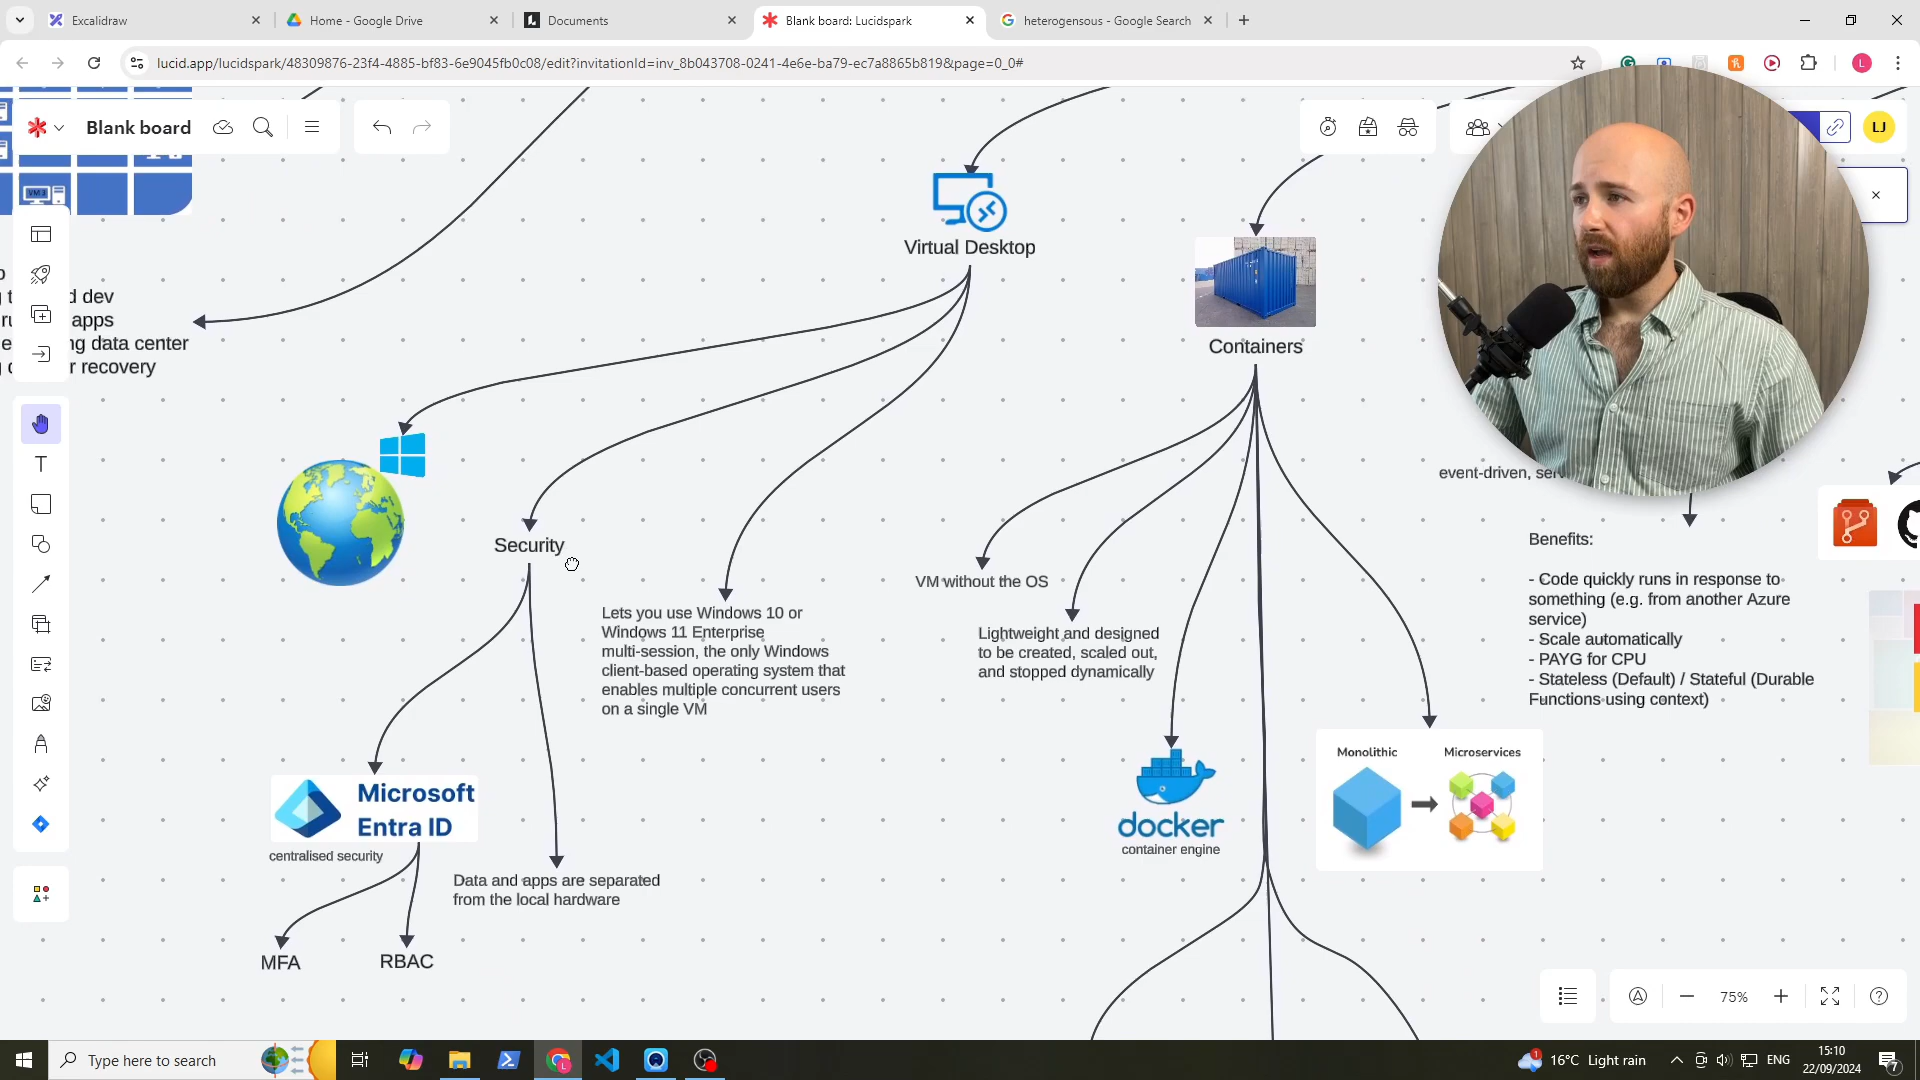 Excalidraw
Home - Google Drive
Documents
Blank board: Lucidspark
heterogensous - Google Search
lucid.app/lucidspark/48309876-23f4-4885-bf83-6e9045fb0c08/edit?invitationId=inv_8b043708-0241-4e6e-ba79-ec7a8865b819&page=0_0#
L
Blank board
LJ
VM3
dev
apps
ng data center
recovery
Virtual Desktop
Containers
Security
Lets you use Windows 10 or
Windows 11 Enterprise
multi-session, the only Windows
client-based operating system that
enables multiple concurrent users
on a single VM
Microsoft
Entra ID
centralised security
Data and apps are separated
from the local hardware
MFA
RBAC
VM without the OS
Lightweight and designed
to be created, scaled out,
and stopped dynamically
docker
container engine
Monolithic
Microservices
event-driven,
Benefits:
- Code quickly runs in response to
something (e.g. from another Azure
service)
- Scale automatically
- PAYG for CPU
- Stateless (Default) / Stateful (Durable
Functions using context)
75%
Type here to search
16°C Light rain
ENG
15:10
22/09/2024
7